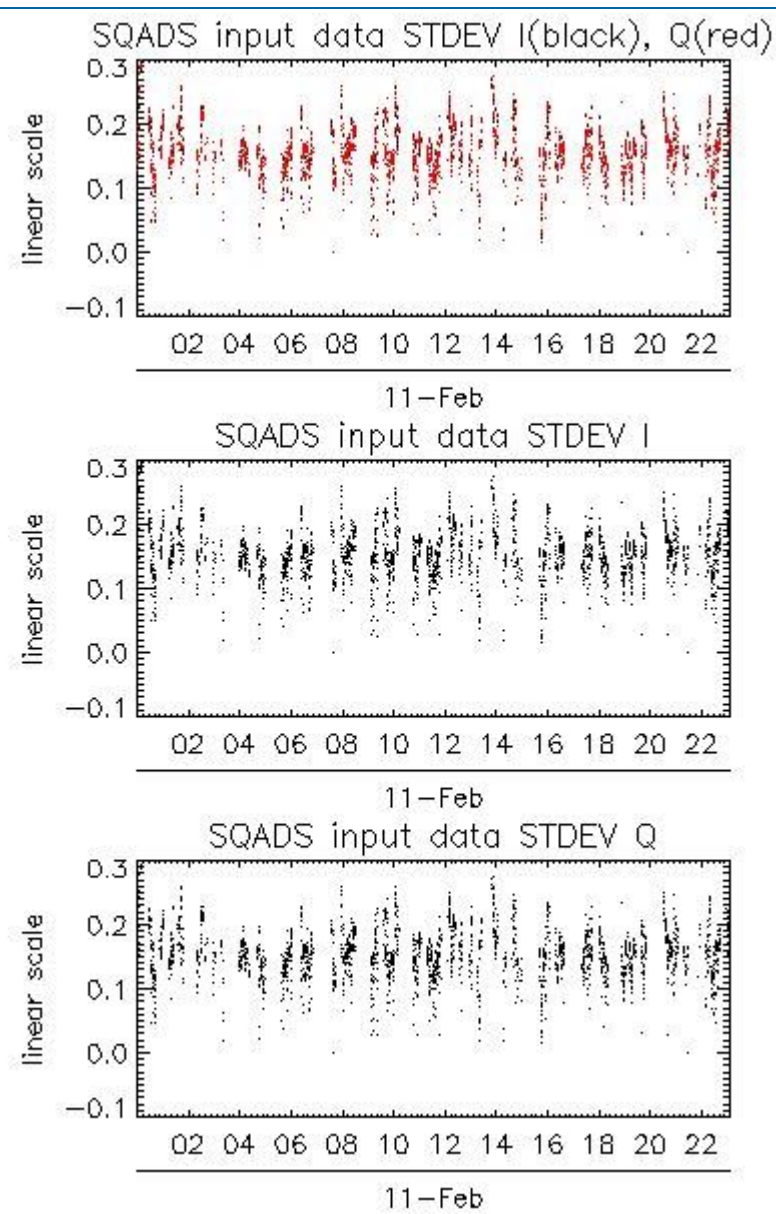 SQADS input data STDEV I(black), Q(red)
0.3
0.2
0.1
0.0
−0.1
linear scale
02 04 06 08 10 12 14 16 18 20 22
11−Feb
SQADS input data STDEV I
0.3
0.2
0.1
0.0
−0.1
linear scale
02 04 06 08 10 12 14 16 18 20 22
11−Feb
SQADS input data STDEV Q
0.3
0.2
0.1
0.0
−0.1
linear scale
02 04 06 08 10 12 14 16 18 20 22
11−Feb